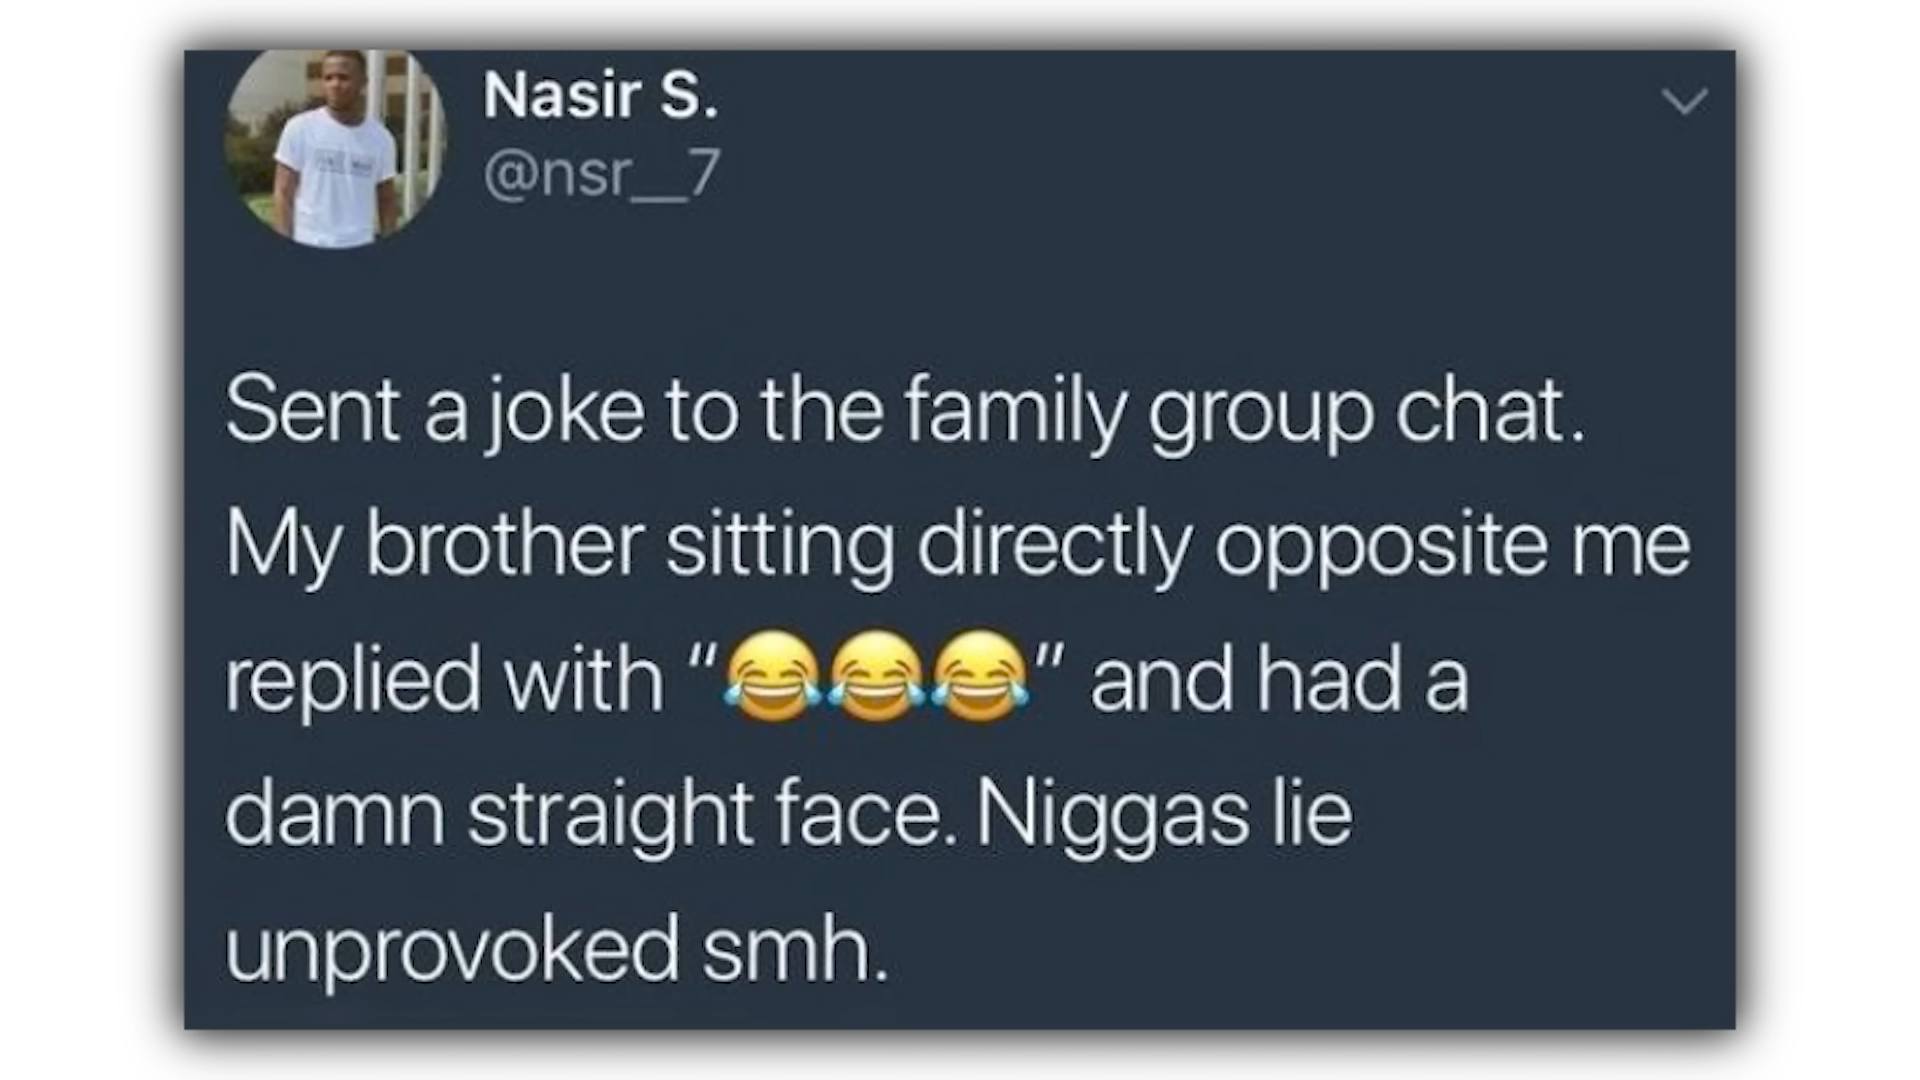 Nasir S.
@nsr__7
Sent a joke to the family group chat.
My brother sitting directly opposite me
replied with “😂😂😂” and had a
damn straight face. Niggas lie
unprovoked smh.